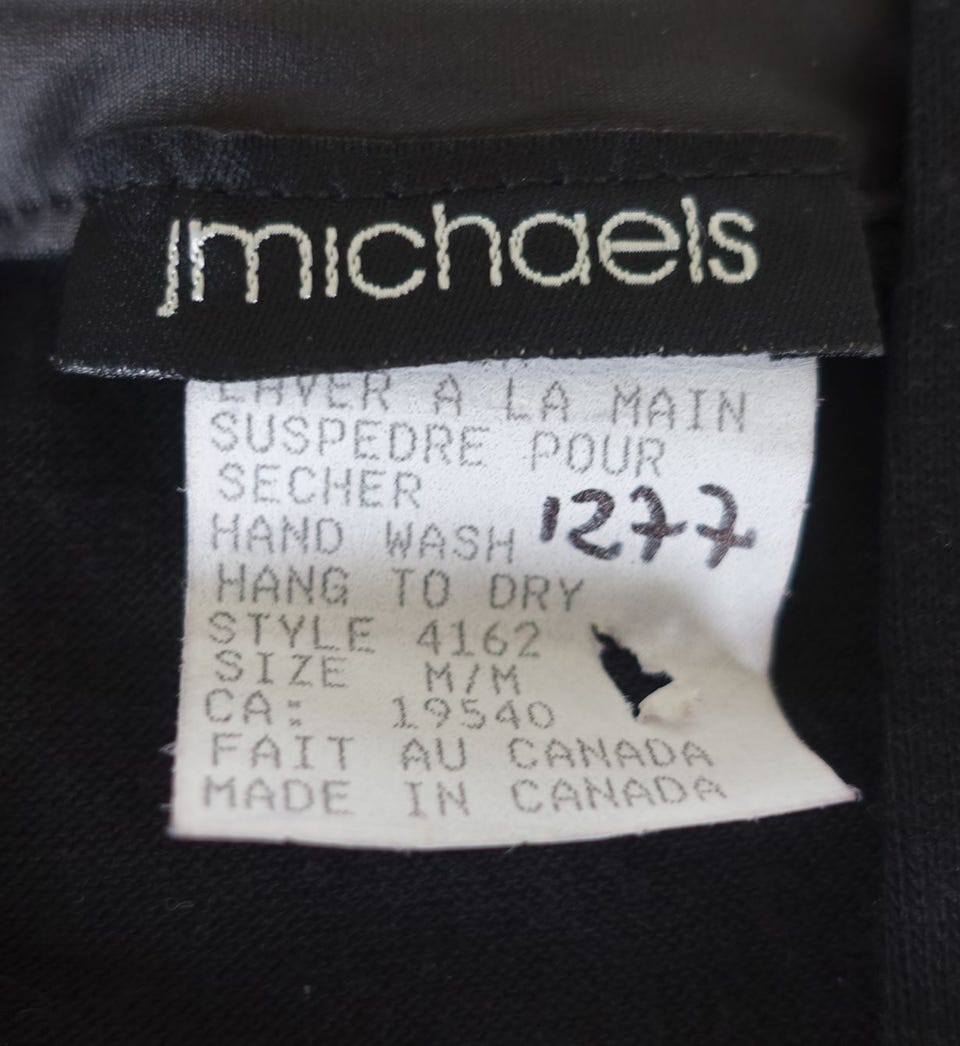 jmichaels
LAVER A LA MAIN
SUSPEDRE POUR
SECHER
HAND WASH 1277
HANG TO DRY
STYLE 4162
SIZE M/M
CA: 19540
FAIT AU CANADA
MADE IN CANADA